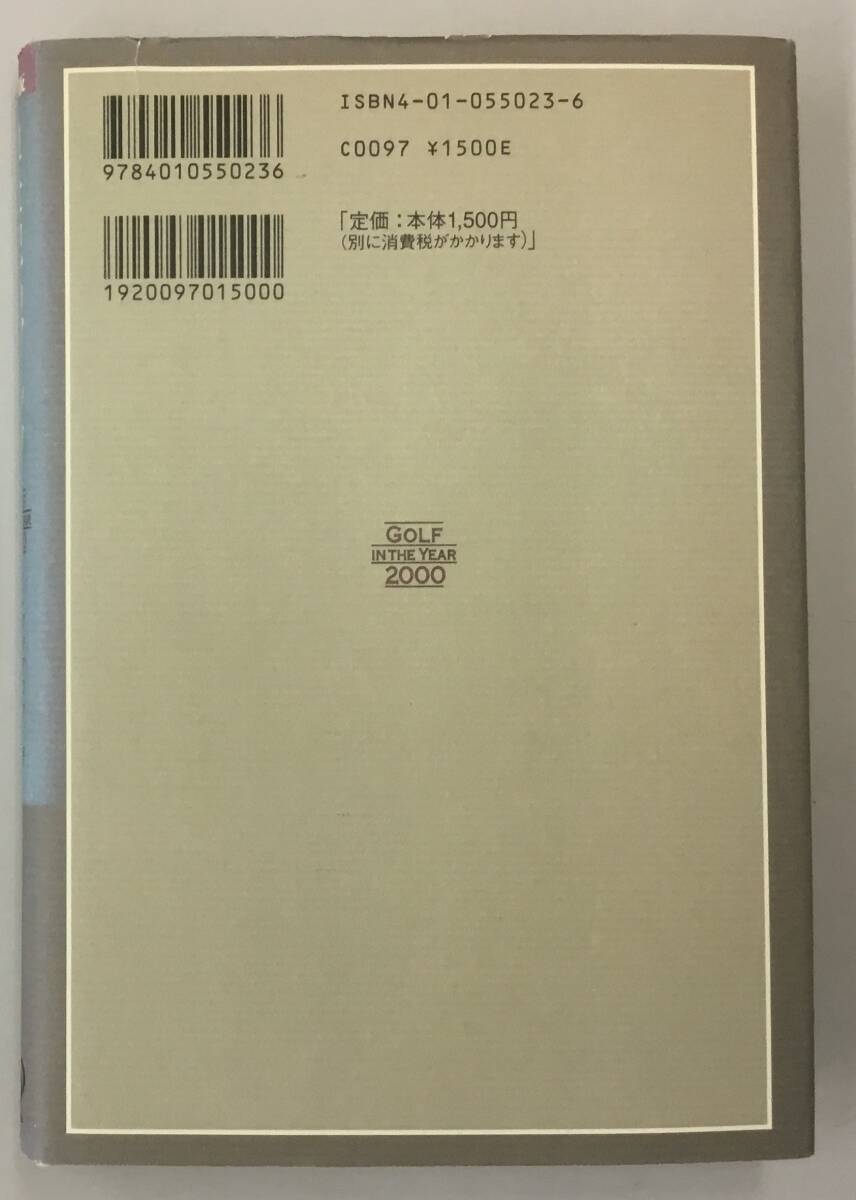 ISBN4-01-055023-6
C0097 ¥1500E
9784010550236
「定価：本体1,500円
（別に消費税がかかります）」
1920097015000
GOLF
IN THE YEAR
2000